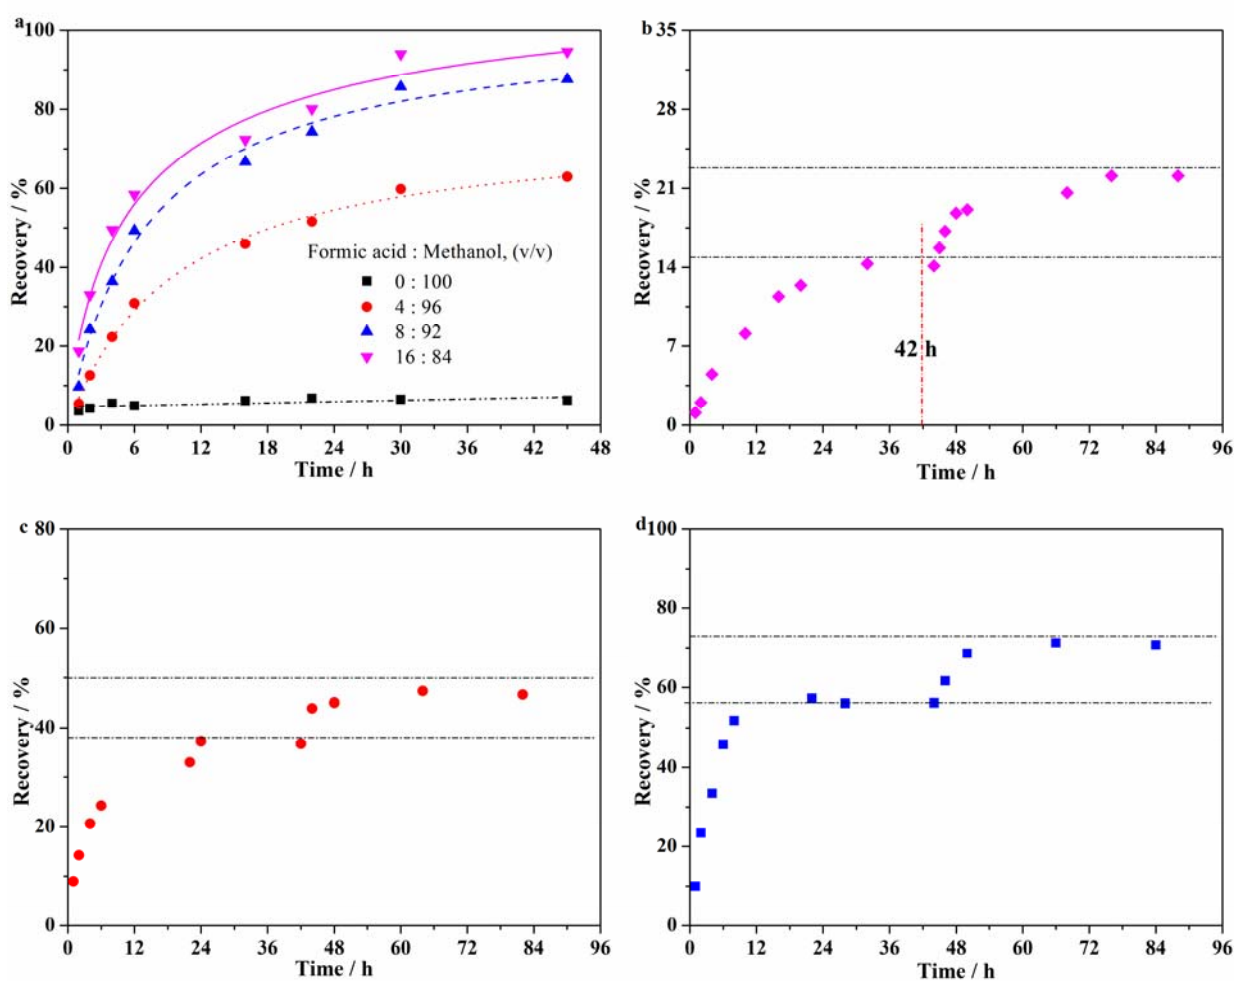 a
100
80
60
40
20
0
Recovery / %
Formic acid : Methanol, (v/v)
0 : 100
4 : 96
8 : 92
16 : 84
0 6 12 18 24 30 36 42 48
Time / h
b
35
28
21
14
7
0
Recovery / %
42 h
0 12 24 36 48 60 72 84 96
Time / h
c
80
60
40
20
0
Recovery / %
0 12 24 36 48 60 72 84 96
Time / h
d
100
80
60
40
20
0
Recovery / %
0 12 24 36 48 60 72 84 96
Time / h